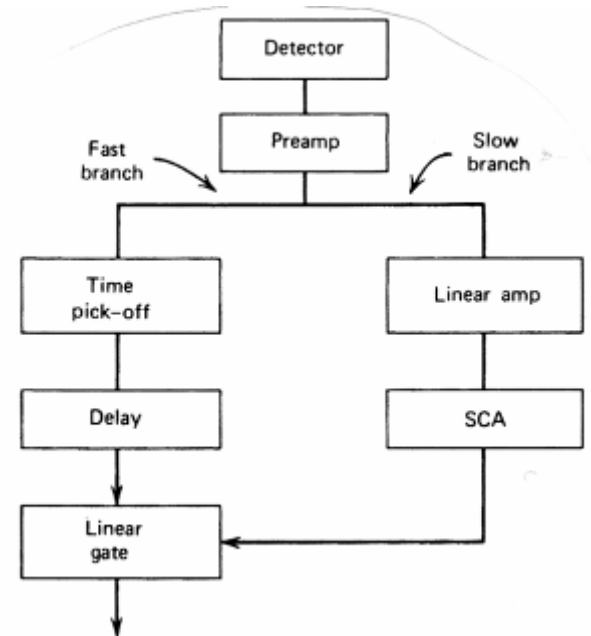 Detector
Preamp
Fast
branch
Slow
branch
Time
pick-off
Linear amp
Delay
SCA
Linear
gate